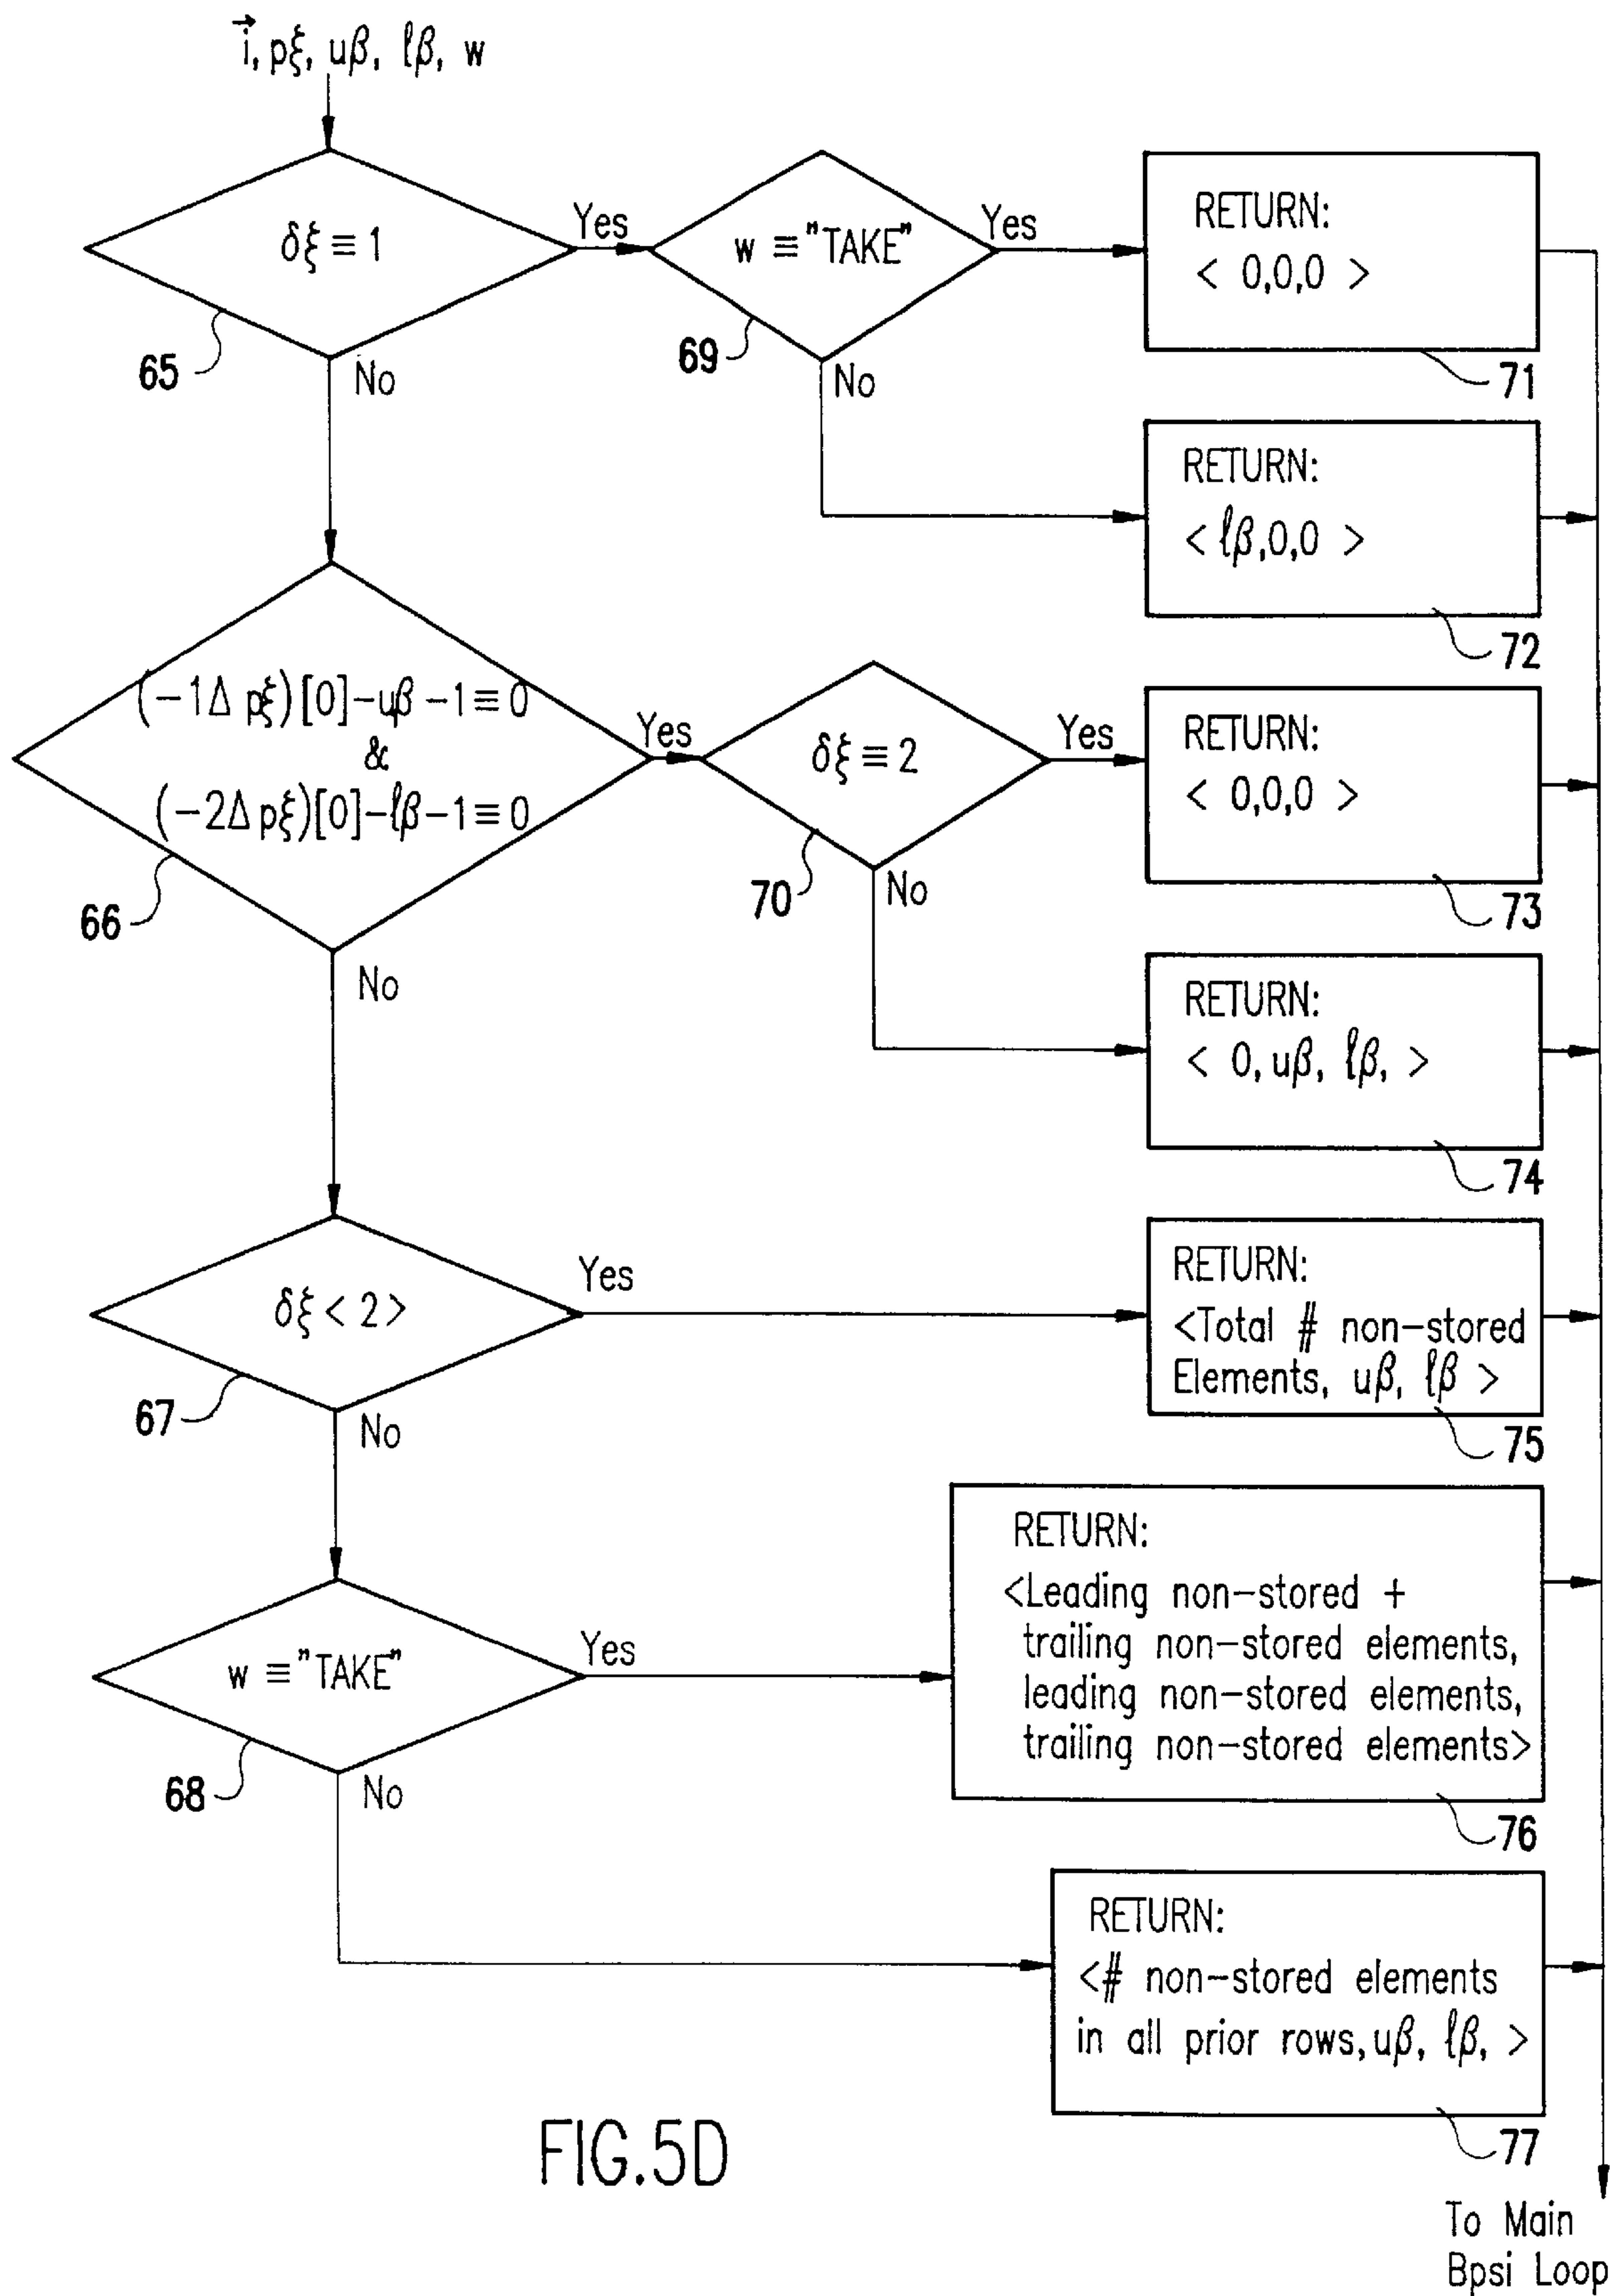 i⃗, pξ, uβ, ℓβ, w
δξ ≡ 1
Yes
w ≡ "TAKE"
Yes
RETURN:
< 0,0,0 >
65
No
69
No
71
RETURN:
< ℓβ,0,0 >
72
(-1Δ pξ)[0]-uβ -1≡0
&
(-2Δ pξ)[0]-ℓβ-1≡0
Yes
δξ ≡ 2
Yes
RETURN:
< 0,0,0 >
66
No
70
No
73
RETURN:
< 0, uβ, ℓβ, >
74
δξ < 2 >
Yes
RETURN:
<Total # non-stored
Elements, uβ, ℓβ >
67
No
75
w ≡ "TAKE"
Yes
RETURN:
<Leading non-stored +
trailing non-stored elements,
leading non-stored elements,
trailing non-stored elements>
68
No
76
RETURN:
<# non-stored elements
in all prior rows, uβ, ℓβ, >
77
FIG.5D
To Main
Bpsi Loop